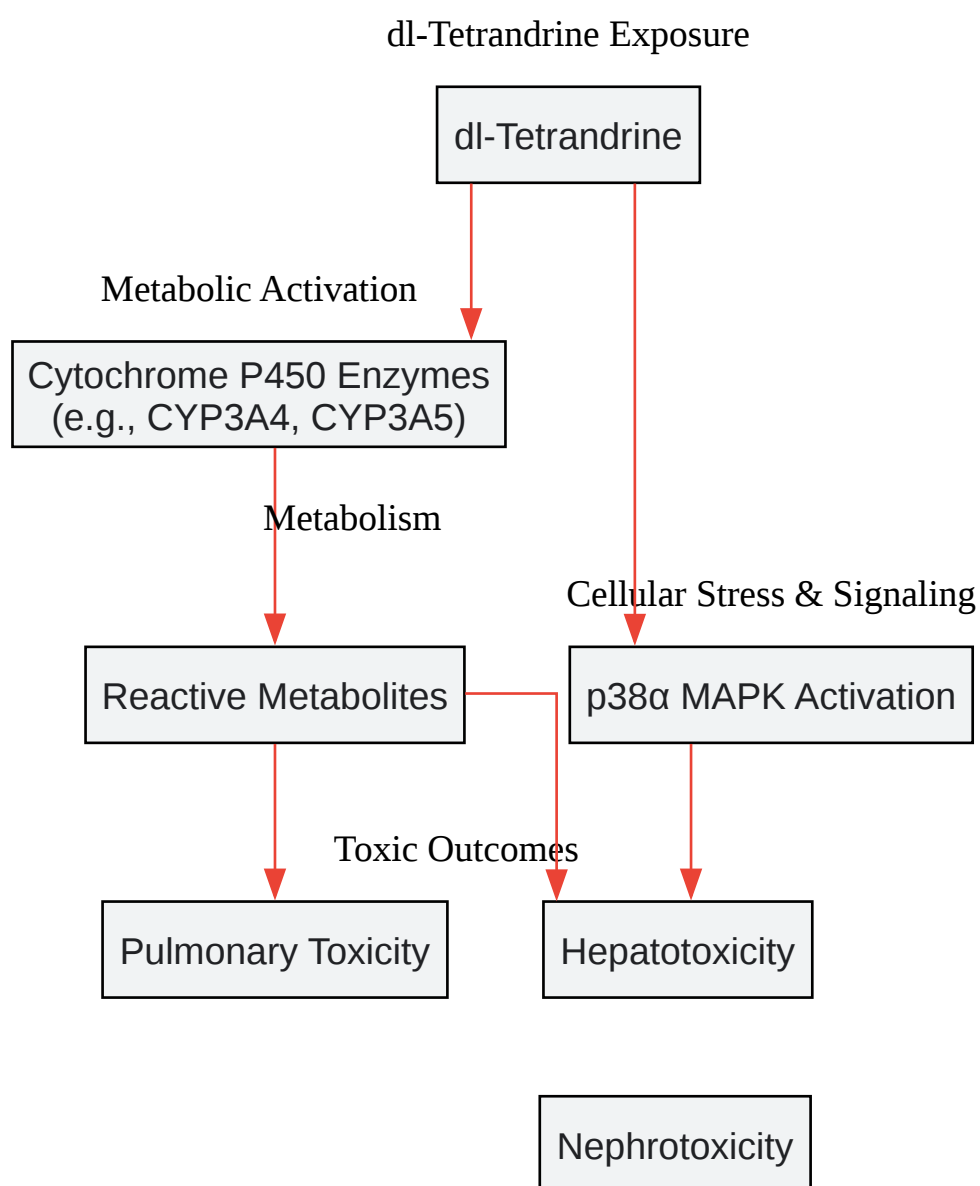 dl-Tetrandrine Exposure
dl-Tetrandrine
Metabolic Activation
Cytochrome P450 Enzymes
(e.g., CYP3A4, CYP3A5)
Metabolism
Cellular Stress & Signaling
Reactive Metabolites
p38α MAPK Activation
Toxic Outcomes
Pulmonary Toxicity
Hepatotoxicity
Nephrotoxicity